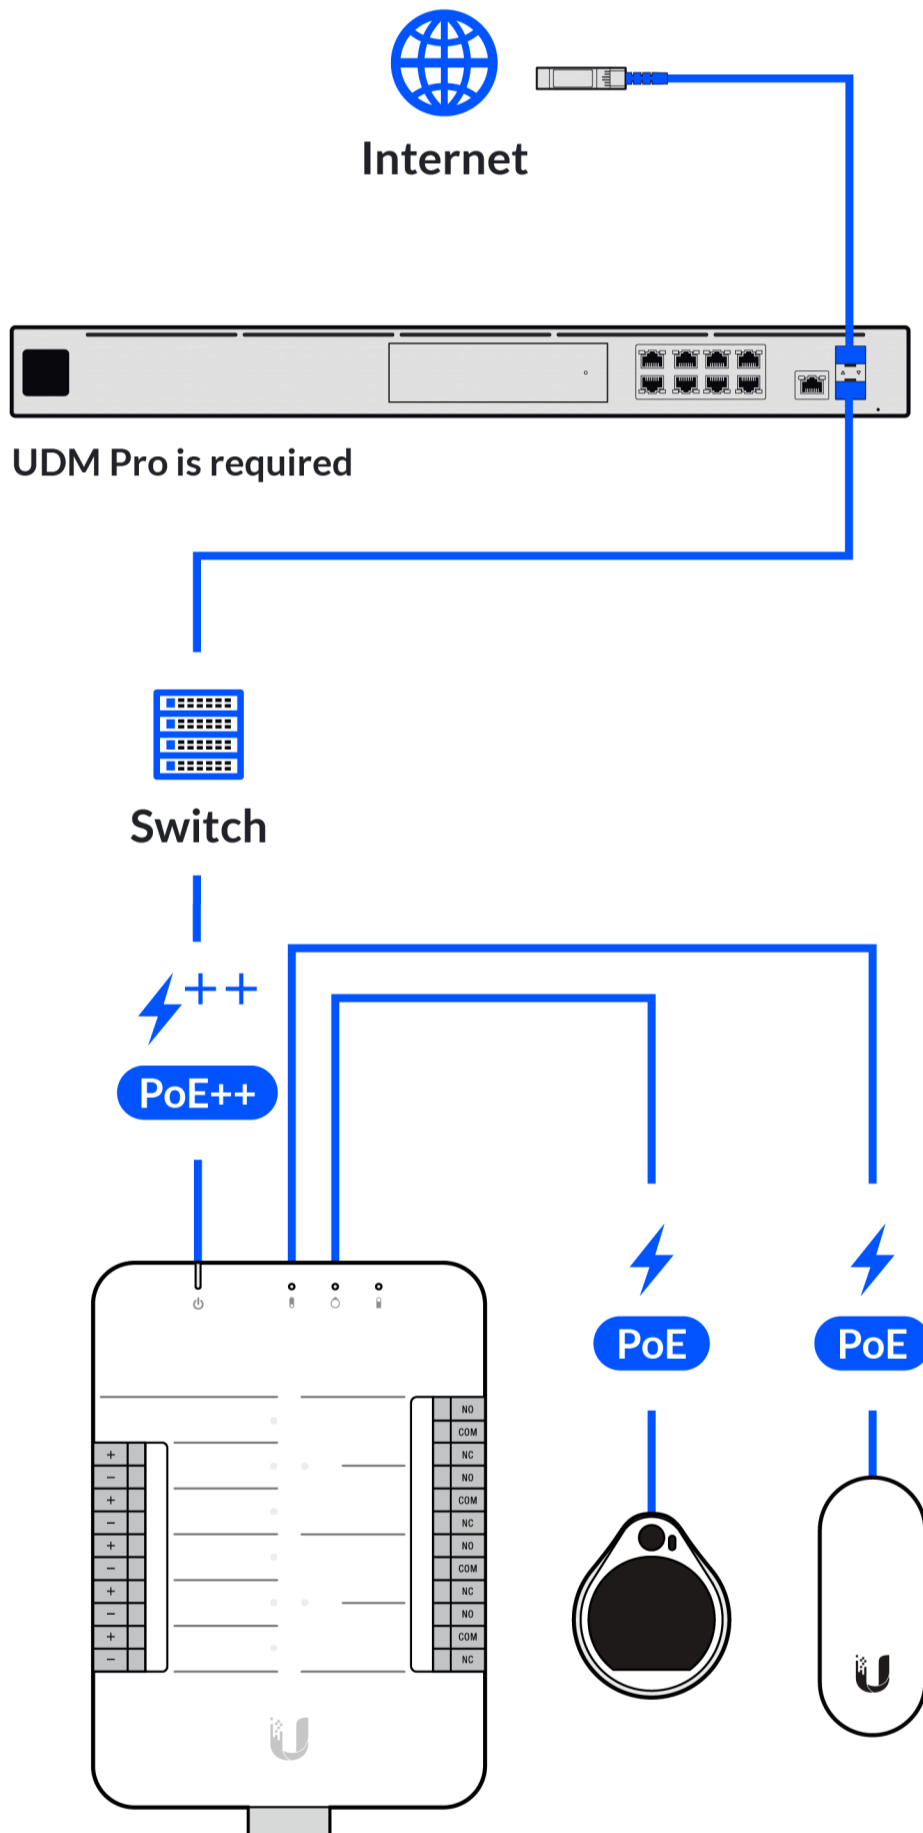 Internet
UDM Pro is required
Switch
++
PoE++
PoE
PoE
NO
COM
NC
NO
COM
NC
NO
COM
NC
NO
COM
NC
+
−
+
−
+
−
+
−
+
−